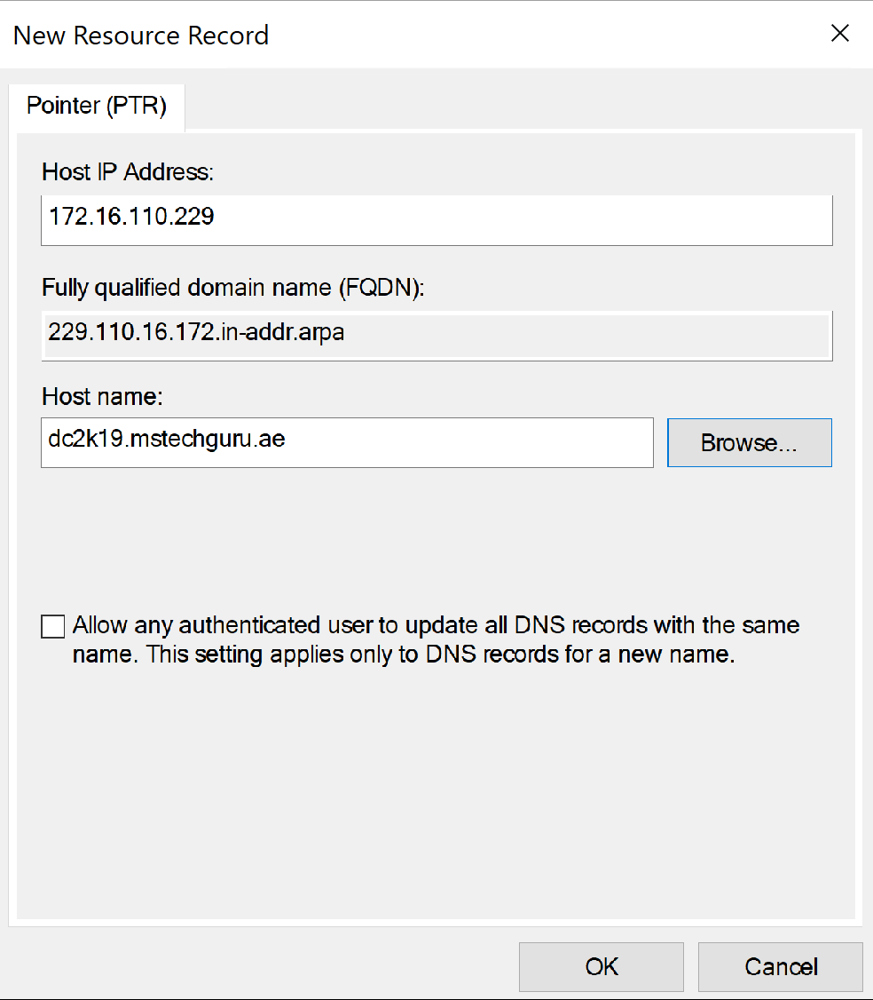 New Resource Record
Pointer (PTR)
Host IP Address:
172.16.110.229
Fully qualified domain name (FQDN):
229.110.16.172.in-addr.arpa
Host name:
dc2k19.mstechguru.ae
Browse...
Allow any authenticated user to update all DNS records with the same
name. This setting applies only to DNS records for a new name.
OK
Cancel